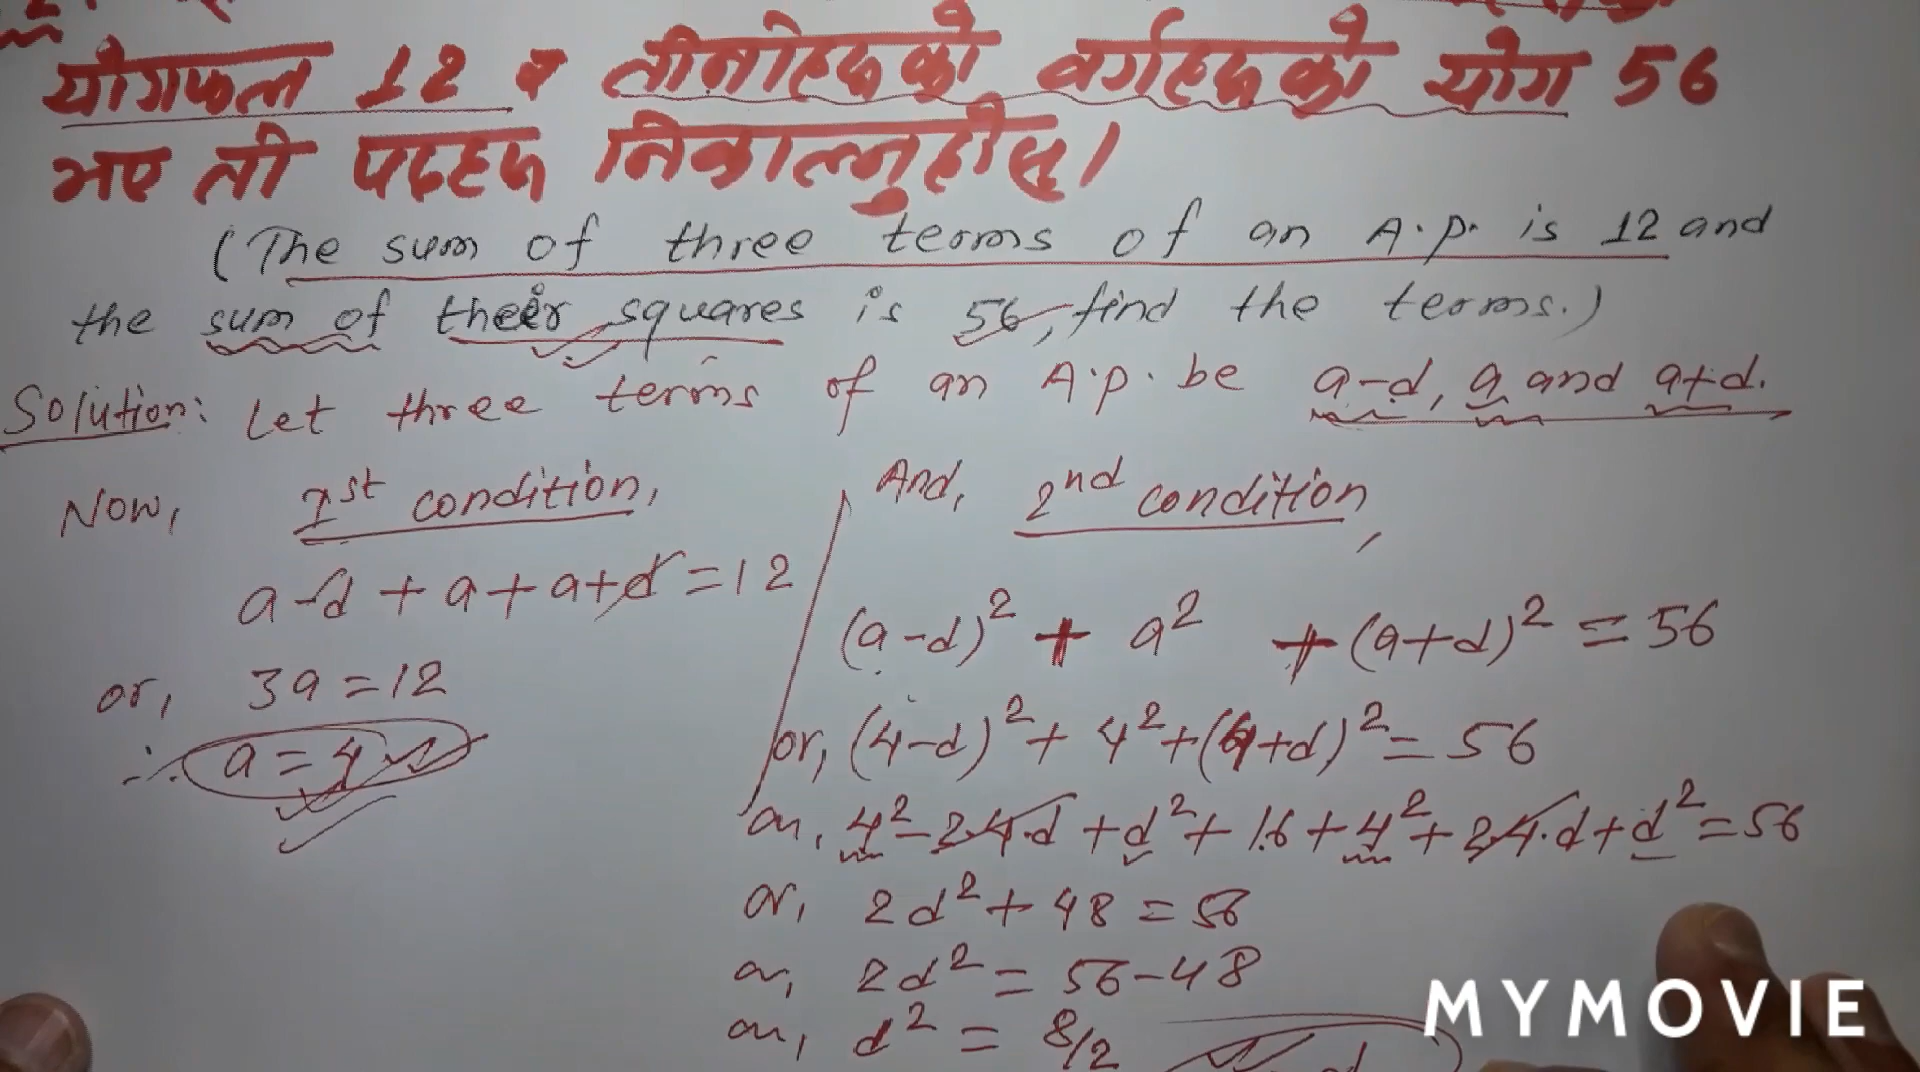 योगफल 12 र तीनोटैहरूको वर्गहरूको योग 56
भए ती पदहरू निकाल्नुहोस्।
(The sum of three terms of an A.P. is 12 and
the sum of their squares is 56, find the terms.)
Solution: Let three terms of an A.P. be a-d, a and a+d.
Now, 1st condition,
a-d + a + a+d = 12
or, 3a = 12
∴ a = 4
And, 2nd condition,
(a-d)² + a² + (a+d)² = 56
or, (4-d)² + 4² + (4+d)² = 56
or, 4² - 2.4.d + d² + 16 + 4² + 2.4.d + d² = 56
or, 2d² + 48 = 56
or, 2d² = 56 - 48
or, d² = 8/2
MYMOVIE